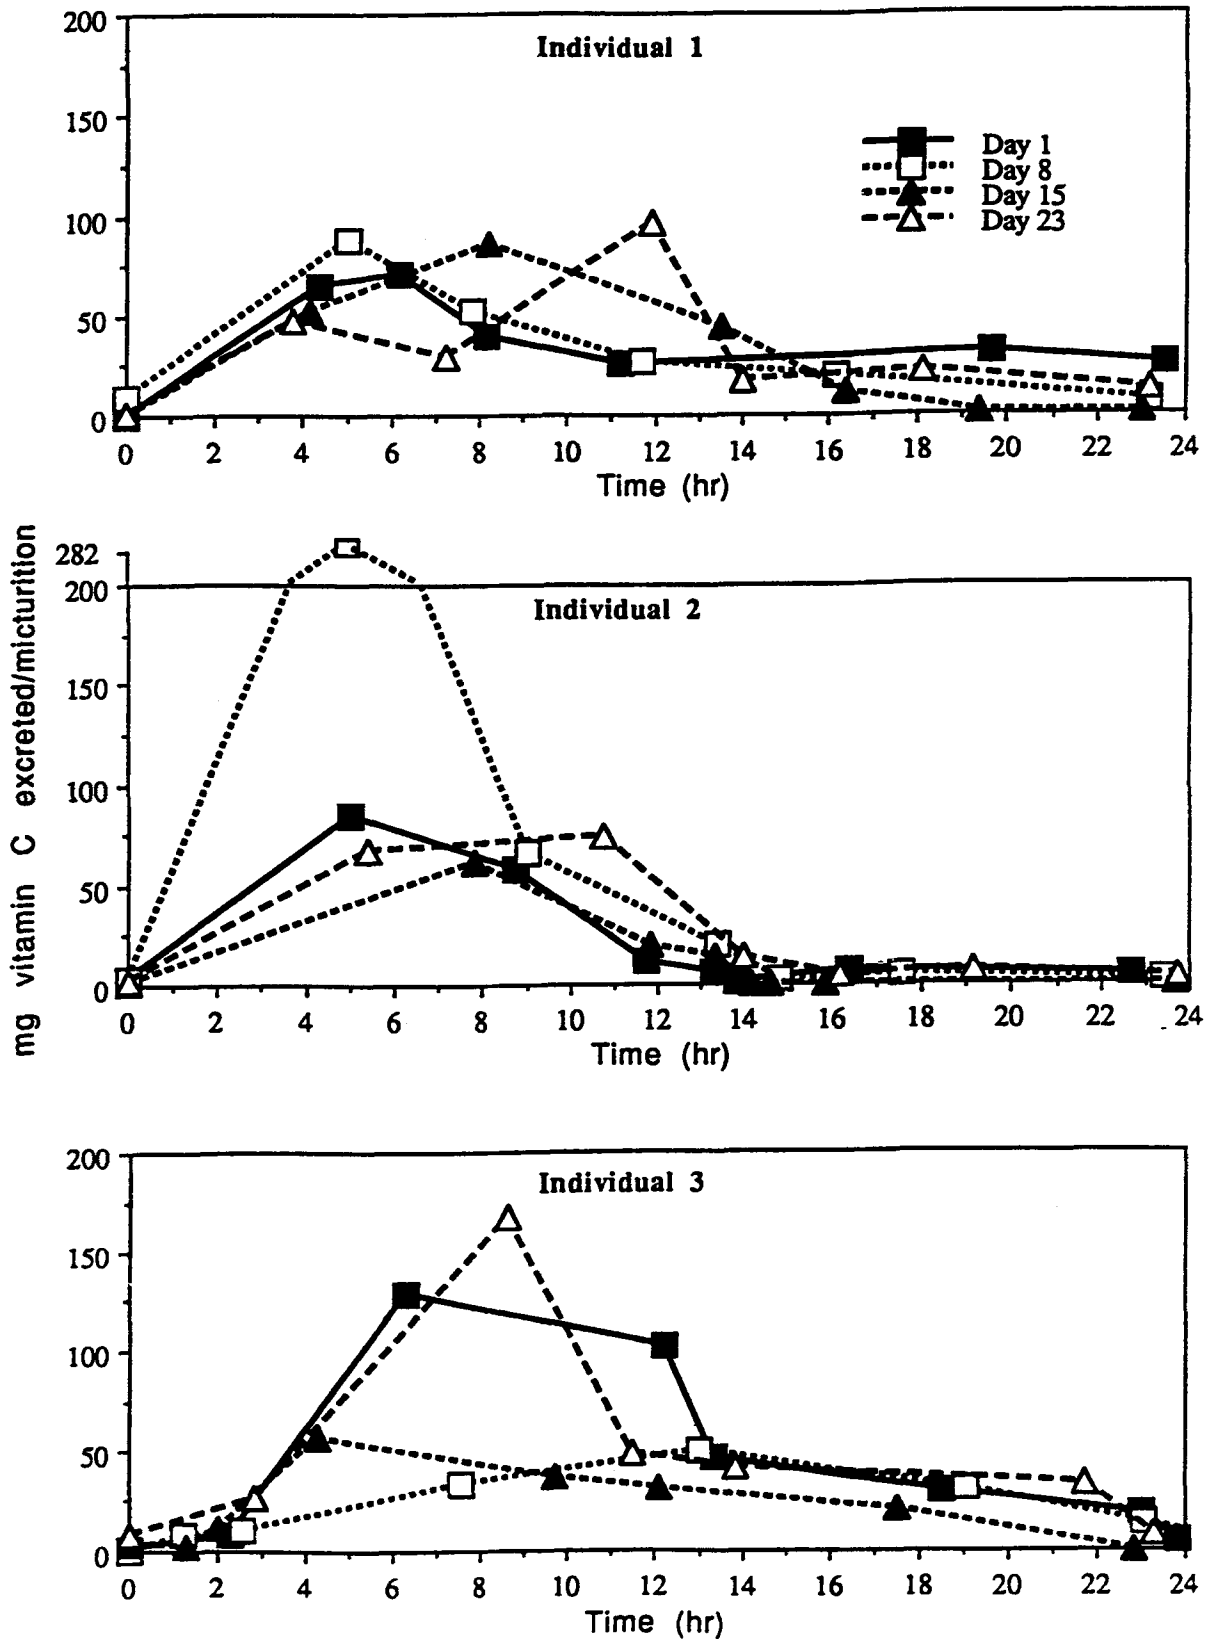 200
Individual 1
150
Day 1
Day 8
Day 15
Day 23
100
50
0
0 2 4 6 8 10 12 14 16 18 20 22 24
Time (hr)
mg vitamin C excreted/micturition
282
200
Individual 2
150
100
50
0
0 2 4 6 8 10 12 14 16 18 20 22 24
Time (hr)
200
Individual 3
150
100
50
0
0 2 4 6 8 10 12 14 16 18 20 22 24
Time (hr)